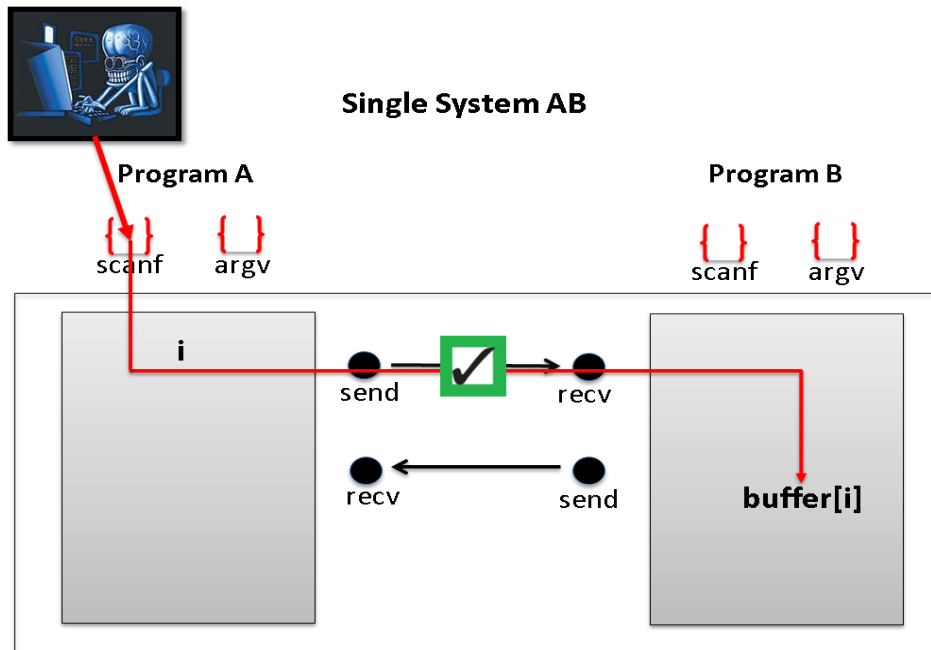 Single System AB
Program A
Program B
{ }
{ }
{ }
{ }
scanf
argv
scanf
argv
i
send
recv
recv
send
buffer[i]